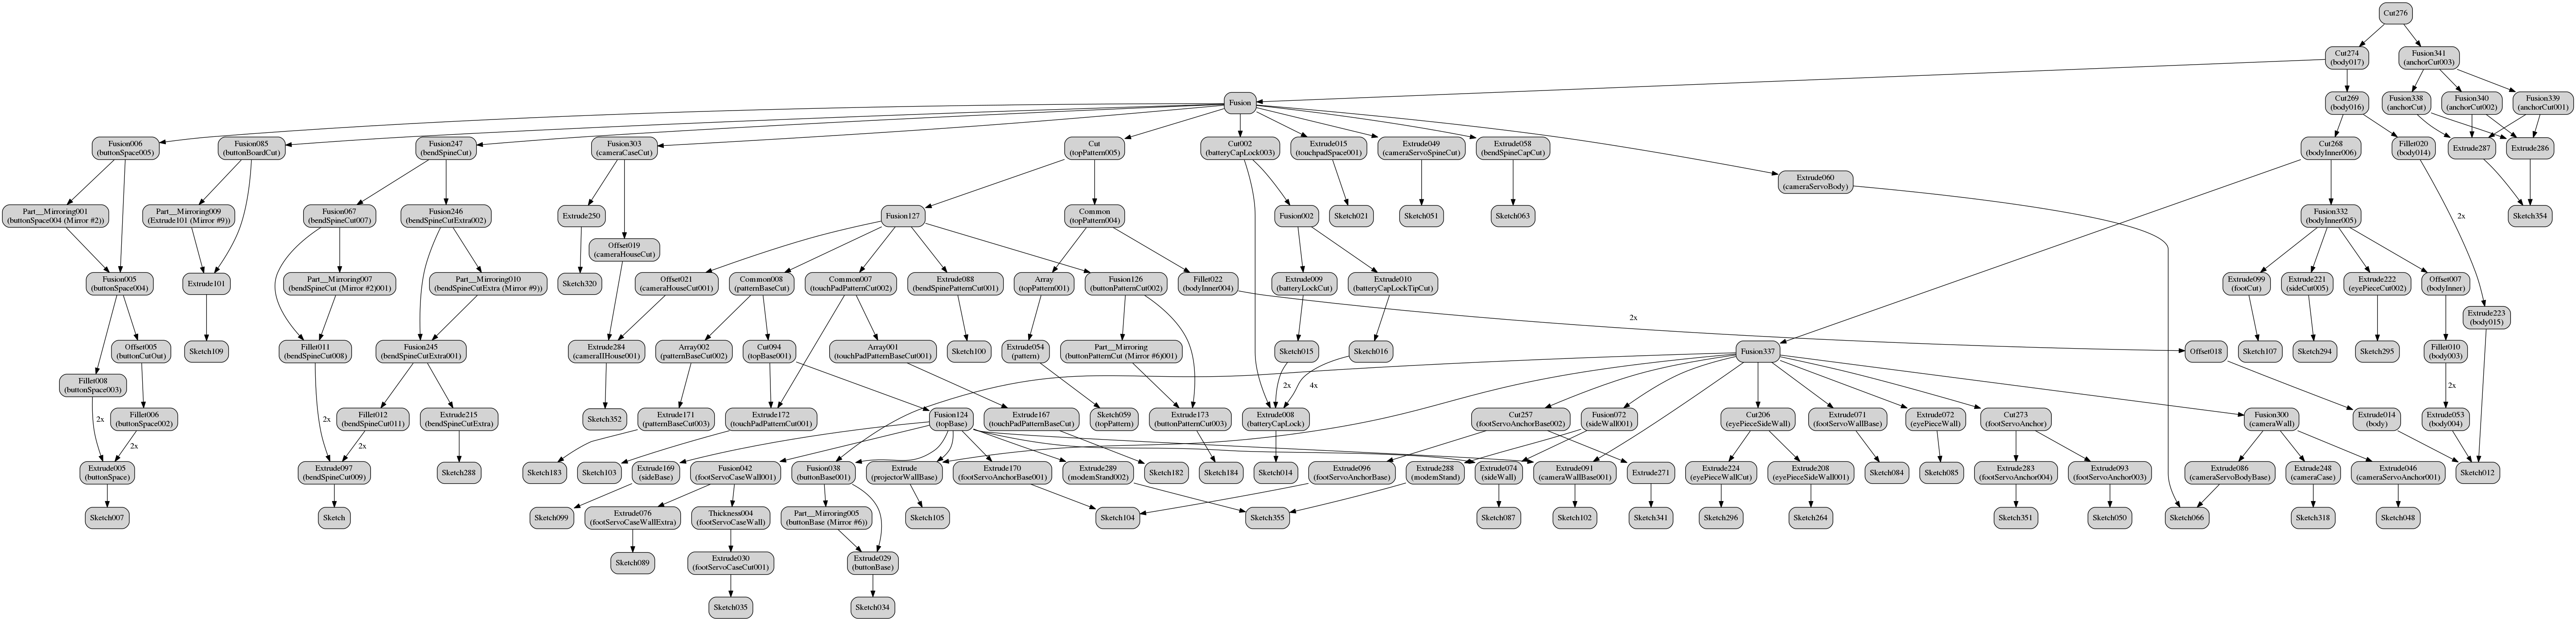 Cut276
Cut274
(body017)
Fusion341
(anchorCut003)
Fusion
Cut269
(body016)
Fusion338
(anchorCut)
Fusion340
(anchorCut002)
Fusion339
(anchorCut001)
Fusion006
(buttonSpace005)
Fusion085
(buttonBoardCut)
Fusion247
(bendSpineCut)
Fusion303
(cameraCaseCut)
Cut
(topPattern005)
Cut002
(batteryCapLock003)
Extrude015
(touchpadSpace001)
Extrude049
(cameraServoSpineCut)
Extrude058
(bendSpineCapCut)
Extrude060
(cameraServoBody)
Cut268
(bodyInner006)
Fillet020
(body014)
Extrude287
Extrude286
Part__Mirroring001
(buttonSpace004 (Mirror #2))
Part__Mirroring009
(Extrude101 (Mirror #9))
Fusion067
(bendSpineCut007)
Fusion246
(bendISpineCutExtra002)
Extrude250
Fusion127
Common
(topPattern004)
Fusion002
Sketch021
Sketch051
Sketch063
Fusion332
(bodyInner005)
2x
Sketch354
Offset019
(cameraHouseCut)
Fusion005
(buttonSpace004)
Extrude101
Part__Mirroring007
(bendSpineCut (Mirror #2)001)
Part__Mirroring010
(bendSpineCutExtra (Mirror #9))
Sketch320
Offset021
(cameraHouseCut001)
Common008
(patternBaseCut)
Common007
(touchPadPatternCut002)
Extrude088
(bendSpinePatternCut001)
Array
(topPattern001)
Fusion126
(buttonPatternCut002)
Fillet022
(bodyInner004)
Extrude009
(batteryLockCut)
Extrude010
(batteryCapLockTipCut)
Extrude099
(footCut)
Extrude221
(sideCut005)
Extrude222
(eyePieceCut002)
Offset007
(bodyInner)
2x
Extrude223
(body015)
Offset005
(buttonCutOut)
Sketch109
Fillet011
(bendSpineCut008)
Fusion245
(bendSpineCutExtra001)
Extrude284
(cameraIIHouse001)
Array002
(patternBaseCut002)
Cut094
(topBase001)
Array001
(touchPadPatternBaseCut001)
Sketch100
Extrude054
(pattern)
Part__Mirroring
(buttonPatternCut (Mirror #6)001)
Sketch015
Sketch016
Fusion337
Offset018
Sketch107
Sketch294
Sketch295
Fillet010
(body003)
Fillet008
(buttonSpace003)
2x
4x
2x
2x
Fillet006
(buttonSpace002)
2x
Fillet012
(bendSpineCut011)
Extrude215
(bendSpineCutExtra)
Sketch352
Extrude171
(patternBaseCut003)
Extrude172
(touchPadPatternCut001)
Fusion124
(topBase)
Extrude167
(touchPadPatternBaseCut)
Sketch059
(topPattern)
Extrude173
(buttonPatternCut003)
Extrude008
(batteryCapLock)
Cut257
(footServoAnchorBase002)
Fusion072
(sideWall001)
Cut206
(eyePieceSideWall)
Extrude071
(footServoWallBase)
Extrude072
(eyePieceWall)
Cut273
(footServoAnchor)
Fusion300
(cameraWall)
Extrude014
(body)
Extrude053
(body004)
2x
2x
Extrude005
(buttonSpace)
Extrude097
(bendSpineCut009)
Sketch288
Sketch183
Sketch103
Extrude169
(sideBase)
Fusion042
(footServoCaseWall001)
Fusion038
(buttonBase001)
Extrude
(projectorWallBase)
Extrude170
(footServoAnchorBase001)
Extrude289
(modemStand002)
Sketch182
Sketch184
Sketch014
Extrude096
(footServoAnchorBase)
Extrude288
(modemStand)
Extrude074
(sideWall)
Extrude091
(cameraWallBase001)
Extrude271
Extrude224
(eyePieceWallCut)
Extrude208
(eyePieceSideWall001)
Sketch084
Sketch085
Extrude283
(footServoAnchor004)
Extrude093
(footServoAnchor003)
Extrude086
(cameraServoBodyBase)
Extrude248
(cameraCase)
Extrude046
(cameraServoAnchor001)
Sketch012
Sketch007
Sketch
Sketch099
Extrude076
(footServoCaseWallExtra)
Thickness004
(footServoCaseWall)
Part__Mirroring005
(buttonBase (Mirror #6))
Sketch105
Sketch104
Sketch355
Sketch087
Sketch102
Sketch341
Sketch296
Sketch264
Sketch351
Sketch050
Sketch066
Sketch318
Sketch048
Sketch089
Extrude030
(footServoCaseCut001)
Extrude029
(buttonBase)
Sketch035
Sketch034